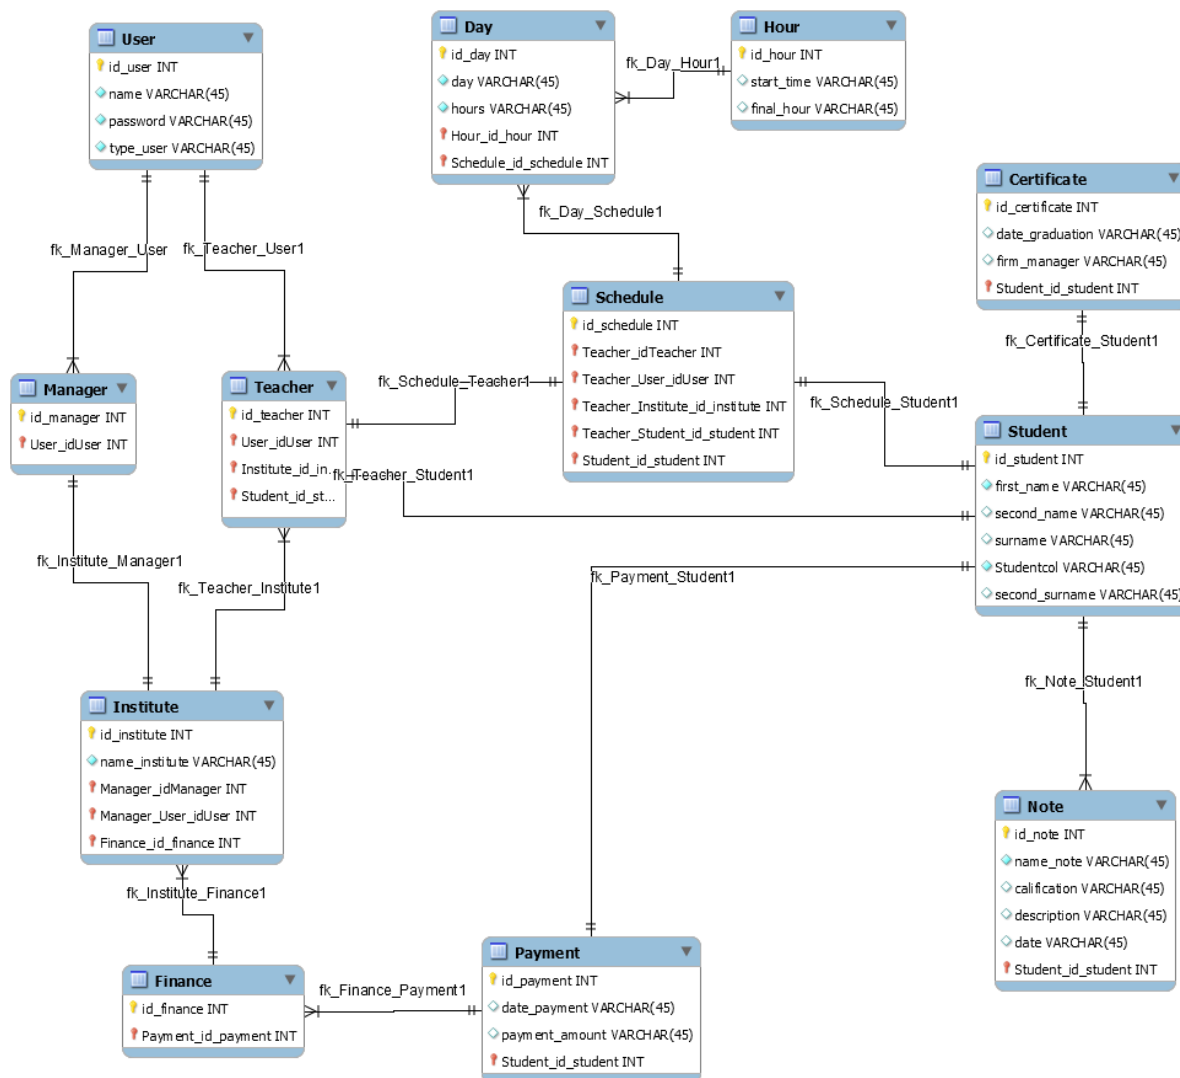 User
id_user INT
name VARCHAR(45)
password VARCHAR(45)
type_user VARCHAR(45)
Day
id_day INT
day VARCHAR(45)
hours VARCHAR(45)
Hour_id_hour INT
Schedule_id_schedule INT
fk_Day_Hour1
Hour
id_hour INT
start_time VARCHAR(45)
final_hour VARCHAR(45)
Certificate
id_certificate INT
date_graduation VARCHAR(45)
firm_manager VARCHAR(45)
Student_id_student INT
fk_Manager_User
fk_Teacher_User1
fk_Day_Schedule1
Schedule
id_schedule INT
Teacher_idTeacher INT
Teacher_User_idUser INT
Teacher_Institute_id_institute INT
Teacher_Student_id_student INT
Student_id_student INT
fk_Certificate_Student1
Manager
id_manager INT
User_idUser INT
Teacher
id_teacher INT
User_idUser INT
Institute_id_in...
Student_id_st...
fk_Schedule_Teacher1
fk_Schedule_Student1
fk_Teacher_Student1
Student
id_student INT
first_name VARCHAR(45)
second_name VARCHAR(45)
surname VARCHAR(45)
Studentcol VARCHAR(45)
second_surname VARCHAR(45)
fk_Institute_Manager1
fk_Teacher_Institute1
fk_Payment_Student1
fk_Note_Student1
Institute
id_institute INT
name_institute VARCHAR(45)
Manager_idManager INT
Manager_User_idUser INT
Finance_id_finance INT
Note
id_note INT
name_note VARCHAR(45)
calification VARCHAR(45)
description VARCHAR(45)
date VARCHAR(45)
Student_id_student INT
fk_Institute_Finance1
Finance
id_finance INT
Payment_id_payment INT
fk_Finance_Payment1
Payment
id_payment INT
date_payment VARCHAR(45)
payment_amount VARCHAR(45)
Student_id_student INT